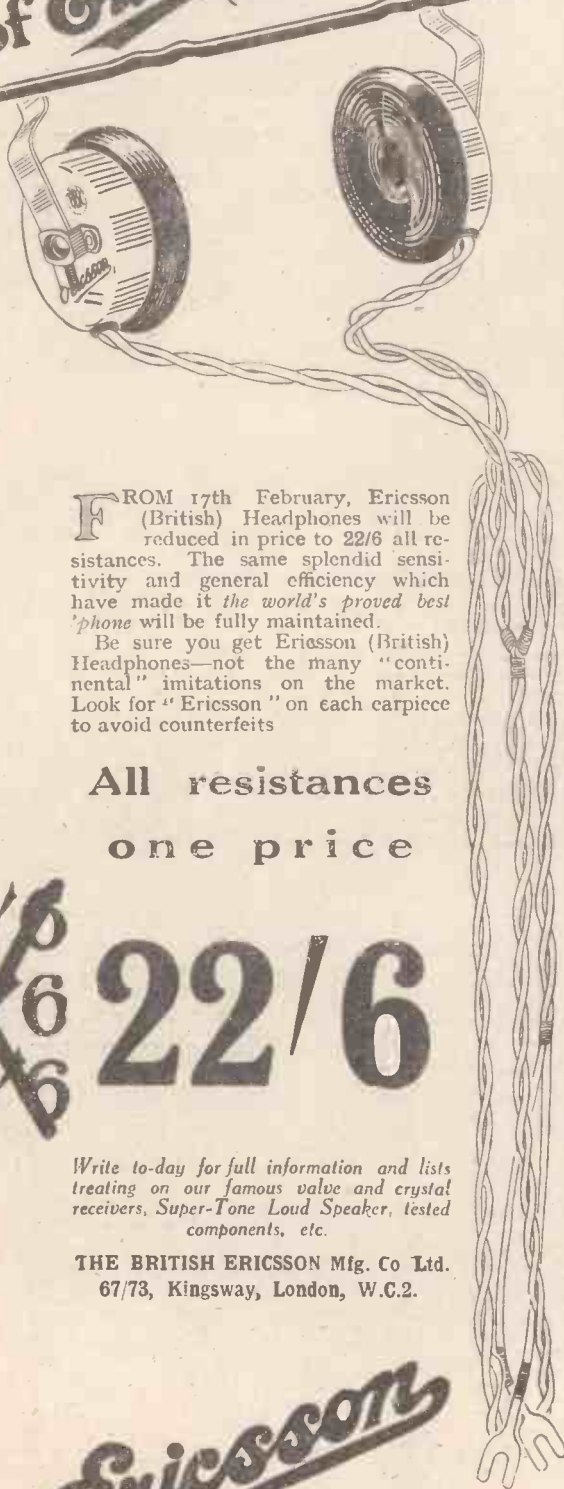 of
Ericsson
FROM 17th February, Ericsson
(British) Headphones will be
reduced in price to 22/6 all re-
sistances. The same splendid sensi-
tivity and general efficiency which
have made it the world's proved best
'phone will be fully maintained.
Be sure you get Ericsson (British)
Headphones—not the many "conti-
nental" imitations on the market.
Look for "Ericsson" on each earpiece
to avoid counterfeits
All resistances
one price
6
6
6
22/6
Write to-day for full information and lists
treating on our famous valve and crystal
receivers, Super-Tone Loud Speaker, tested
components, etc.
THE BRITISH ERICSSON Mfg. Co Ltd.
67/73, Kingsway, London, W.C.2.
Ericsson